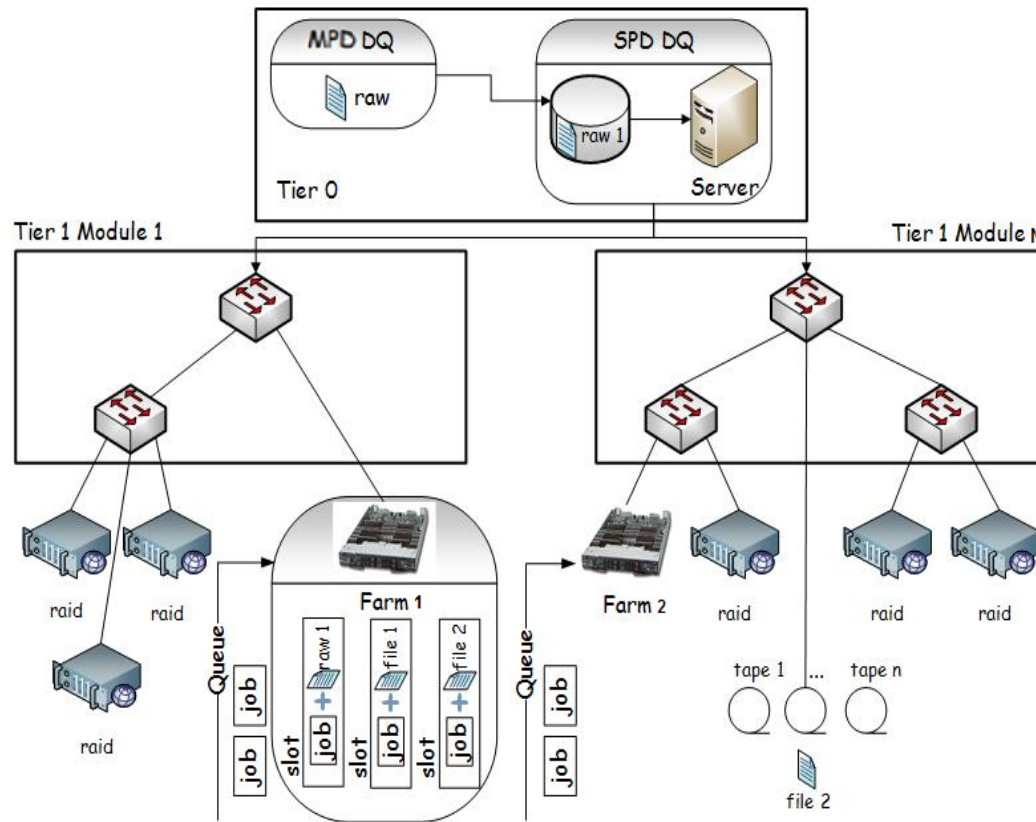 MPD DQ
SPD DQ
raw
raw 1
Server
Tier 0
Tier 1 Module 1
Tier 1 Module N
raid
raid
raid
Farm 1
Queue
job
job
slot
job
raw 1
slot
job
file 1
slot
job
file 2
Queue
job
job
Farm 2
raid
raid
raid
tape 1
...
tape n
file 2